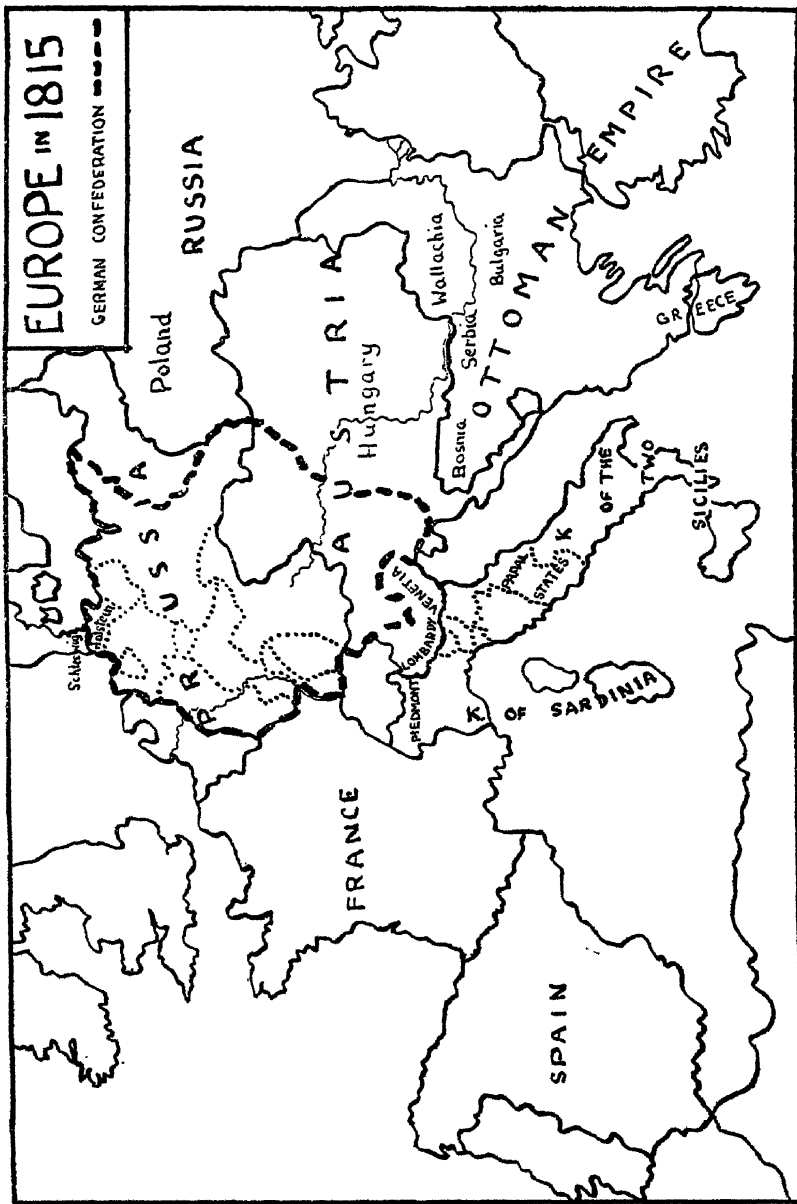 EUROPE IN 1815
GERMAN CONFEDERATION
RUSSIA
Poland
Schleswig
Holstein
PRUSSIA
AUSTRIA
Hungary
Wallachia
Serbia
Bulgaria
Bosnia
OTTOMAN
EMPIRE
GREECE
FRANCE
PIEDMONT
LOMBARDY
VENETIA
PAPAL
STATES
K
OF THE
TWO
SICILIES
K. OF SARDINIA
SPAIN